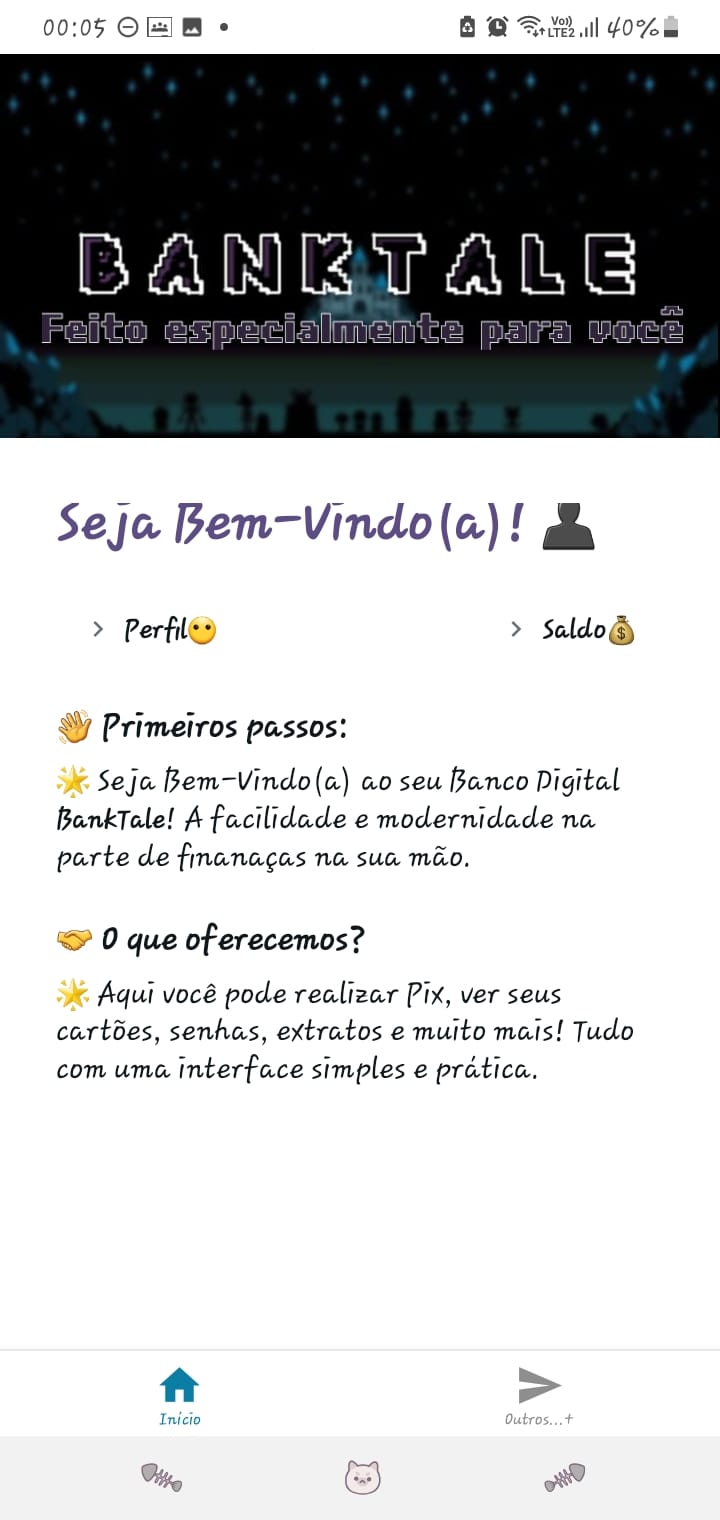 00:05 Vo) LTE2 40%
BANKTALE
Feito especialmente para você
Seja Bem-Vindo(a)!
> Perfil > Saldo
Primeiros passos:
Seja Bem-Vindo(a) ao seu Banco Digital
BankTale! A facilidade e modernidade na
parte de finanaças na sua mão.
O que oferecemos?
Aqui você pode realizar Pix, ver seus
cartões, senhas, extratos e muito mais! Tudo
com uma interface simples e prática.
Início Outros...+